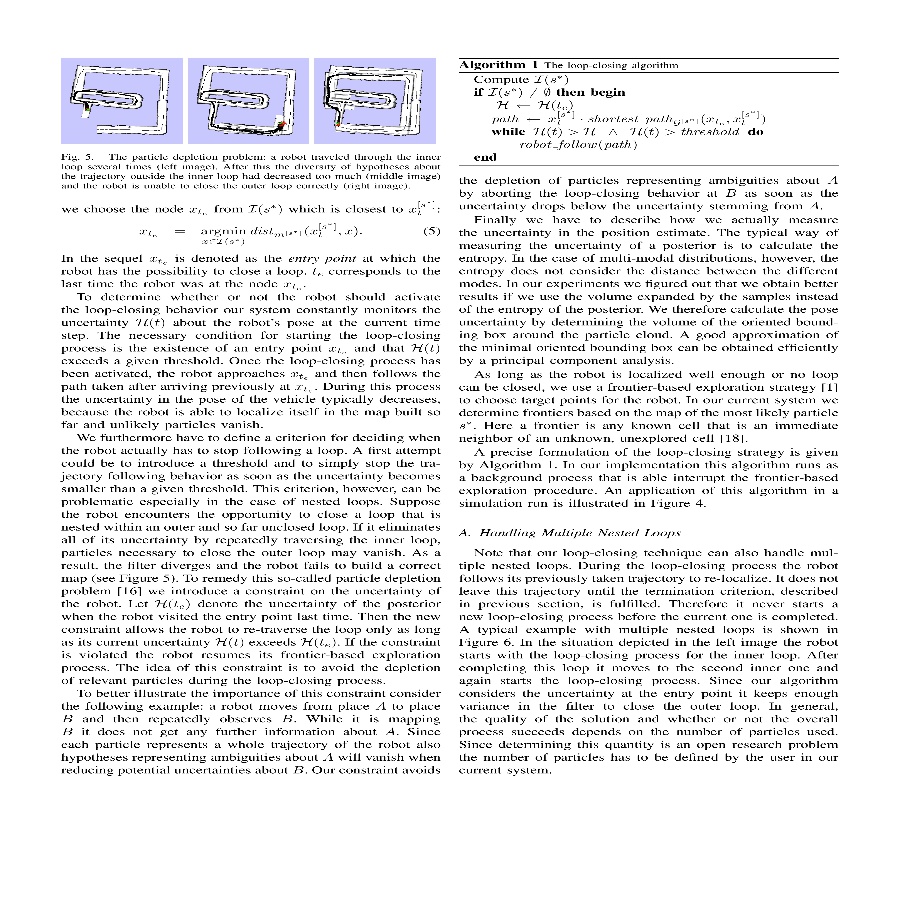 Fig. 5. The particle depletion problem: a robot traveled through the inner
loop several times (left image). After this the diversity of hypotheses about
the trajectory outside the inner loop had decreased too much (middle image)
and the robot is unable to close the outer loop correctly (right image).
we choose the node x_{t_e} from I(s*) which is closest to x_t^{[s*]}:
x_{t_e} = argmin_{x∈I(s*)} dist_{m^{[s*]}}(x_t^{[s*]}, x). (5)
In the sequel x_{t_e} is denoted as the entry point at which the
robot has the possibility to close a loop. t_e corresponds to the
last time the robot was at the node x_{t_e}.
To determine whether or not the robot should activate
the loop-closing behavior our system constantly monitors the
uncertainty H(t) about the robot's pose at the current time
step. The necessary condition for starting the loop-closing
process is the existence of an entry point x_{t_e} and that H(t)
exceeds a given threshold. Once the loop-closing process has
been activated, the robot approaches x_{t_e} and then follows the
path taken after arriving previously at x_{t_e}. During this process
the uncertainty in the pose of the vehicle typically decreases,
because the robot is able to localize itself in the map built so
far and unlikely particles vanish.
We furthermore have to define a criterion for deciding when
the robot actually has to stop following a loop. A first attempt
could be to introduce a threshold and to simply stop the tra-
jectory following behavior as soon as the uncertainty becomes
smaller than a given threshold. This criterion, however, can be
problematic especially in the case of nested loops. Suppose
the robot encounters the opportunity to close a loop that is
nested within an outer and so far unclosed loop. If it eliminates
all of its uncertainty by repeatedly traversing the inner loop,
particles necessary to close the outer loop may vanish. As a
result, the filter diverges and the robot fails to build a correct
map (see Figure 5). To remedy this so-called particle depletion
problem [16] we introduce a constraint on the uncertainty of
the robot. Let H(t_e) denote the uncertainty of the posterior
when the robot visited the entry point last time. Then the new
constraint allows the robot to re-traverse the loop only as long
as its current uncertainty H(t) exceeds H(t_e). If the constraint
is violated the robot resumes its frontier-based exploration
process. The idea of this constraint is to avoid the depletion
of relevant particles during the loop-closing process.
To better illustrate the importance of this constraint consider
the following example: a robot moves from place A to place
B and then repeatedly observes B. While it is mapping
B it does not get any further information about A. Since
each particle represents a whole trajectory of the robot also
hypotheses representing ambiguities about A will vanish when
reducing potential uncertainties about B. Our constraint avoids
Algorithm 1 The loop-closing algorithm
Compute I(s*)
if I(s*) ≠ ∅ then begin
H ← H(t_e)
path ← x_t^{[s*]} · shortest_path_{G^{[s*]}}(x_{t_e}, x_t^{[s*]})
while H(t) > H ∧ H(t) > threshold do
robot_follow(path)
end
the depletion of particles representing ambiguities about A
by aborting the loop-closing behavior at B as soon as the
uncertainty drops below the uncertainty stemming from A.
Finally we have to describe how we actually measure
the uncertainty in the position estimate. The typical way of
measuring the uncertainty of a posterior is to calculate the
entropy. In the case of multi-modal distributions, however, the
entropy does not consider the distance between the different
modes. In our experiments we figured out that we obtain better
results if we use the volume expanded by the samples instead
of the entropy of the posterior. We therefore calculate the pose
uncertainty by determining the volume of the oriented bound-
ing box around the particle cloud. A good approximation of
the minimal oriented bounding box can be obtained efficiently
by a principal component analysis.
As long as the robot is localized well enough or no loop
can be closed, we use a frontier-based exploration strategy [1]
to choose target points for the robot. In our current system we
determine frontiers based on the map of the most likely particle
s*. Here a frontier is any known cell that is an immediate
neighbor of an unknown, unexplored cell [18].
A precise formulation of the loop-closing strategy is given
by Algorithm 1. In our implementation this algorithm runs as
a background process that is able interrupt the frontier-based
exploration procedure. An application of this algorithm in a
simulation run is illustrated in Figure 4.
A. Handling Multiple Nested Loops
Note that our loop-closing technique can also handle mul-
tiple nested loops. During the loop-closing process the robot
follows its previously taken trajectory to re-localize. It does not
leave this trajectory until the termination criterion, described
in previous section, is fulfilled. Therefore it never starts a
new loop-closing process before the current one is completed.
A typical example with multiple nested loops is shown in
Figure 6. In the situation depicted in the left image the robot
starts with the loop-closing process for the inner loop. After
completing this loop it moves to the second inner one and
again starts the loop-closing process. Since our algorithm
considers the uncertainty at the entry point it keeps enough
variance in the filter to close the outer loop. In general,
the quality of the solution and whether or not the overall
process succeeds depends on the number of particles used.
Since determining this quantity is an open research problem
the number of particles has to be defined by the user in our
current system.